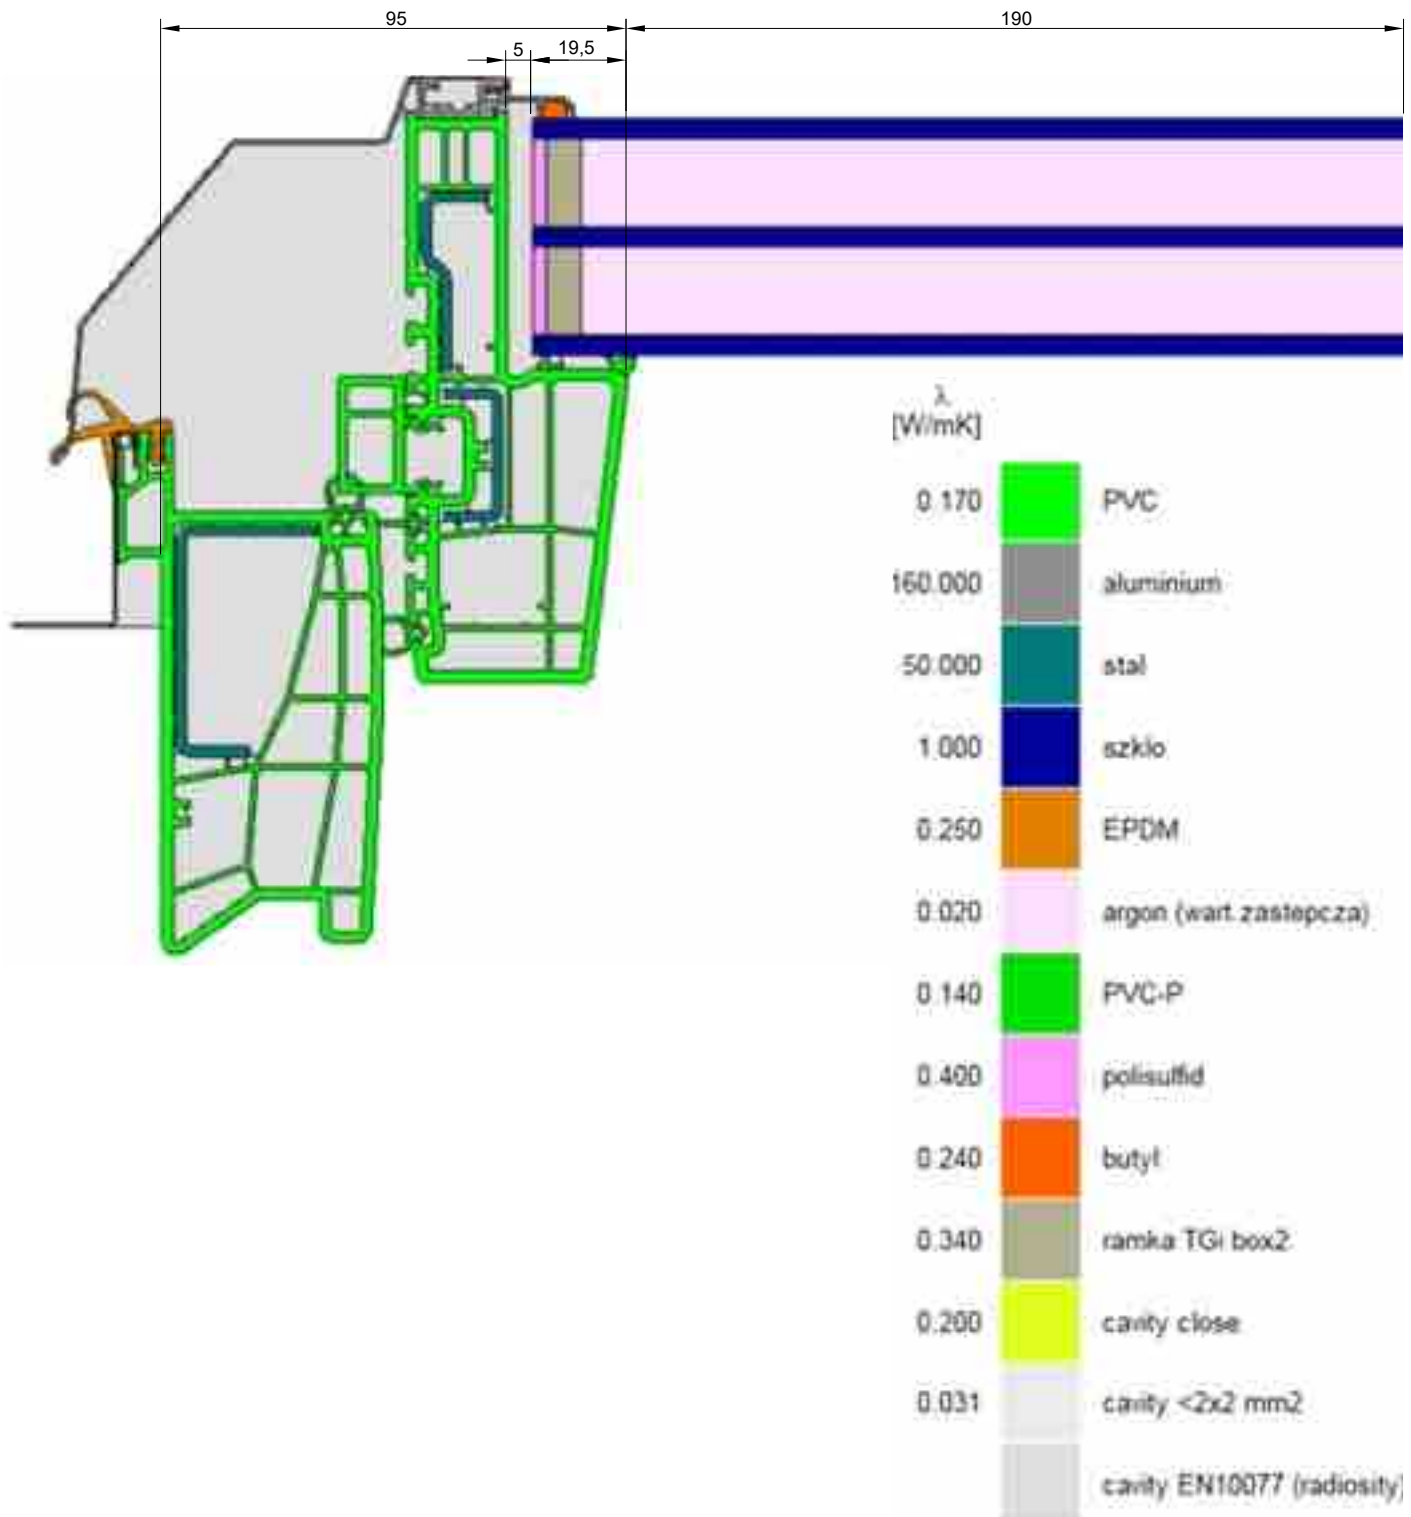 95
190
5
19,5
λ
[W/mK]
0.170 PVC
160.000 aluminium
50.000 stal
1.000 szklo
0.250 EPDM
0.020 argon (wart. zastepcza)
0.140 PVC-P
0.400 polisulfid
0.240 butyl
0.340 ramka TGi box2
0.200 cavity close
0.031 cavity <2x2 mm2
cavity EN10077 (radiosity)